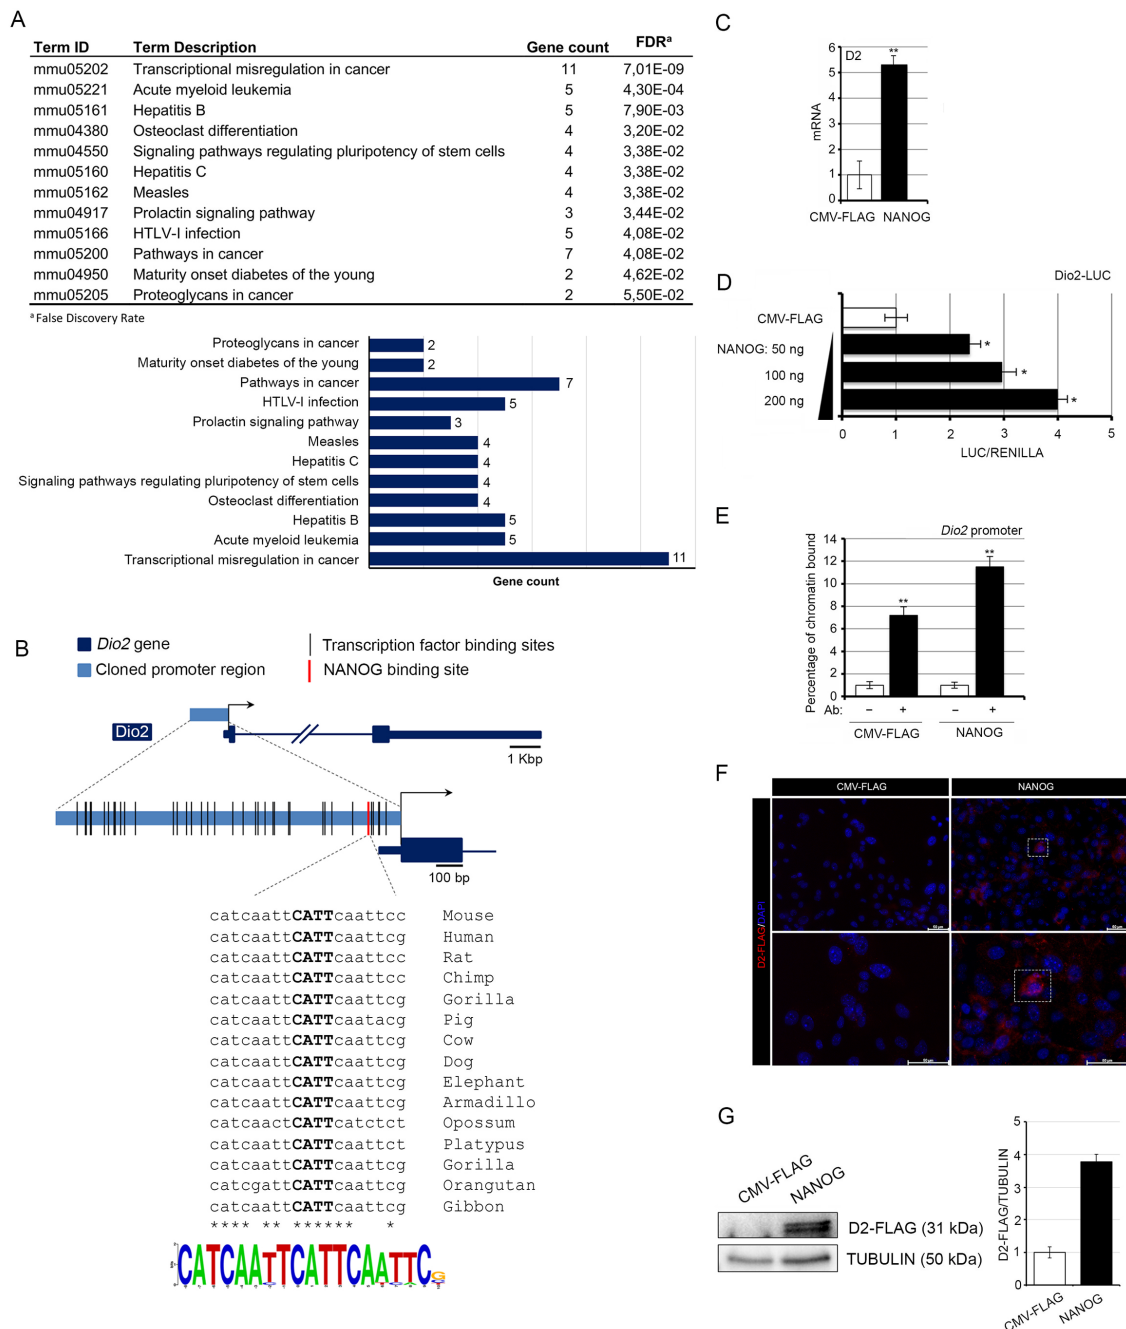 A
Term ID Term Description Gene count FDRa
mmu05202 Transcriptional misregulation in cancer 11 7,01E-09
mmu05221 Acute myeloid leukemia 5 4,30E-04
mmu05161 Hepatitis B 5 7,90E-03
mmu04380 Osteoclast differentiation 4 3,20E-02
mmu04550 Signaling pathways regulating pluripotency of stem cells 4 3,38E-02
mmu05160 Hepatitis C 4 3,38E-02
mmu05162 Measles 4 3,38E-02
mmu04917 Prolactin signaling pathway 3 3,44E-02
mmu05166 HTLV-I infection 5 4,08E-02
mmu05200 Pathways in cancer 7 4,08E-02
mmu04950 Maturity onset diabetes of the young 2 4,62E-02
mmu05205 Proteoglycans in cancer 2 5,50E-02
a False Discovery Rate
Proteoglycans in cancer 2
Maturity onset diabetes of the young 2
Pathways in cancer 7
HTLV-I infection 5
Prolactin signaling pathway 3
Measles 4
Hepatitis C 4
Signaling pathways regulating pluripotency of stem cells 4
Osteoclast differentiation 4
Hepatitis B 5
Acute myeloid leukemia 5
Transcriptional misregulation in cancer 11
Gene count
B
Dio2 gene
Transcription factor binding sites
Cloned promoter region
NANOG binding site
Dio2
1 Kbp
100 bp
catcaattCATTcaattcc Mouse
catcaattCATTcaattcg Human
catcaattCATTcaattcc Rat
catcaattCATTcaattcc Chimp
catcaattCATTcaattcg Gorilla
catcaattCATTcaatacg Pig
catcaattCATTcaattcg Cow
catcaattCATTcaattcg Dog
catcaattCATTcaattcg Elephant
catcaattCATTcaattcg Armadillo
catcaactCATTcatctct Opossum
catcaattCATTcaattct Platypus
catcaattCATTcaattcg Gorilla
catcgattCATTcaattcg Orangutan
catcaattCATTcaattcg Gibbon
**** ** ****** *
CATCAATTCATTCAATTCG
C
D2
**
6
5
4
3
2
1
0
mRNA
CMV-FLAG NANOG
D
Dio2-LUC
CMV-FLAG
NANOG: 50 ng *
100 ng *
200 ng *
0 1 2 3 4 5
LUC/RENILLA
E
Dio2 promoter
Percentage of chromatin bound
14
12
10
8
6
4
2
0
**
**
Ab: – + – +
CMV-FLAG NANOG
F
CMV-FLAG NANOG
D2-FLAG/DAPI
50 µm
50 µm
50 µm
50 µm
G
CMV-FLAG
NANOG
D2-FLAG (31 kDa)
TUBULIN (50 kDa)
D2-FLAG/TUBULIN
5
4
3
2
1
0
CMV-FLAG
NANOG